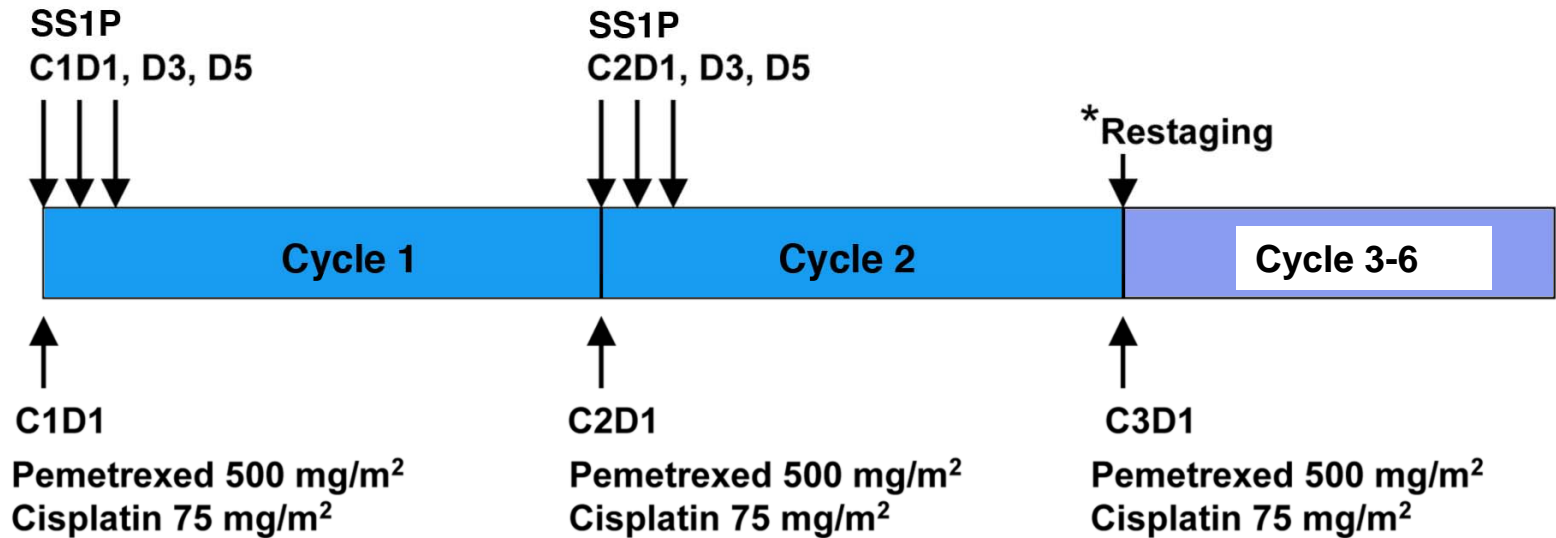 SS1P
C1D1, D3, D5
SS1P
C2D1, D3, D5
*Restaging
Cycle 1
Cycle 2
Cycle 3-6
C1D1
Pemetrexed 500 mg/m²
Cisplatin 75 mg/m²
C2D1
Pemetrexed 500 mg/m²
Cisplatin 75 mg/m²
C3D1
Pemetrexed 500 mg/m²
Cisplatin 75 mg/m²